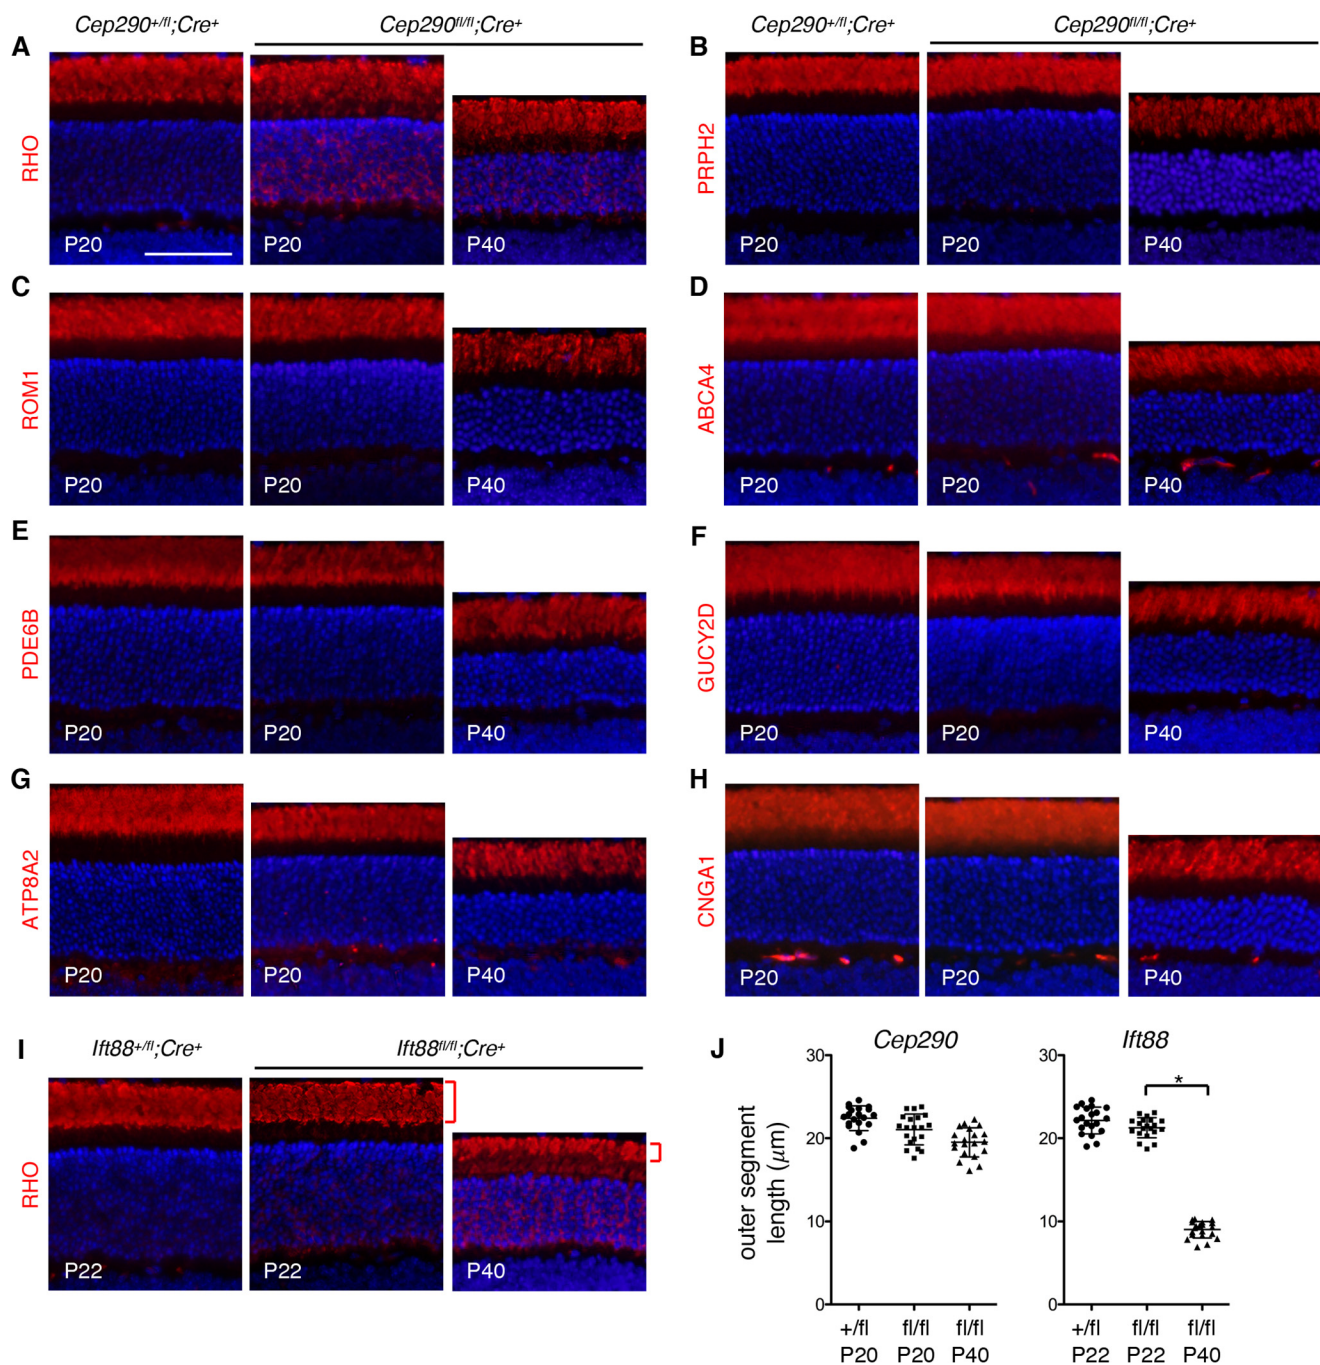 Cep290+/fl;Cre+
Cep290fl/fl;Cre+
Cep290+/fl;Cre+
Cep290fl/fl;Cre+
A
RHO
P20
P20
P40
B
PRPH2
P20
P20
P40
C
ROM1
P20
P20
P40
D
ABCA4
P20
P20
P40
E
PDE6B
P20
P20
P40
F
GUCY2D
P20
P20
P40
G
ATP8A2
P20
P20
P40
H
CNGA1
P20
P20
P40
I
Ift88+/fl;Cre+
Ift88fl/fl;Cre+
RHO
P22
P22
P40
J
Cep290
Ift88
outer segment
length (μm)
30
20
10
0
+/fl fl/fl fl/fl
P20 P20 P40
30
*
20
10
0
+/fl fl/fl fl/fl
P22 P22 P40